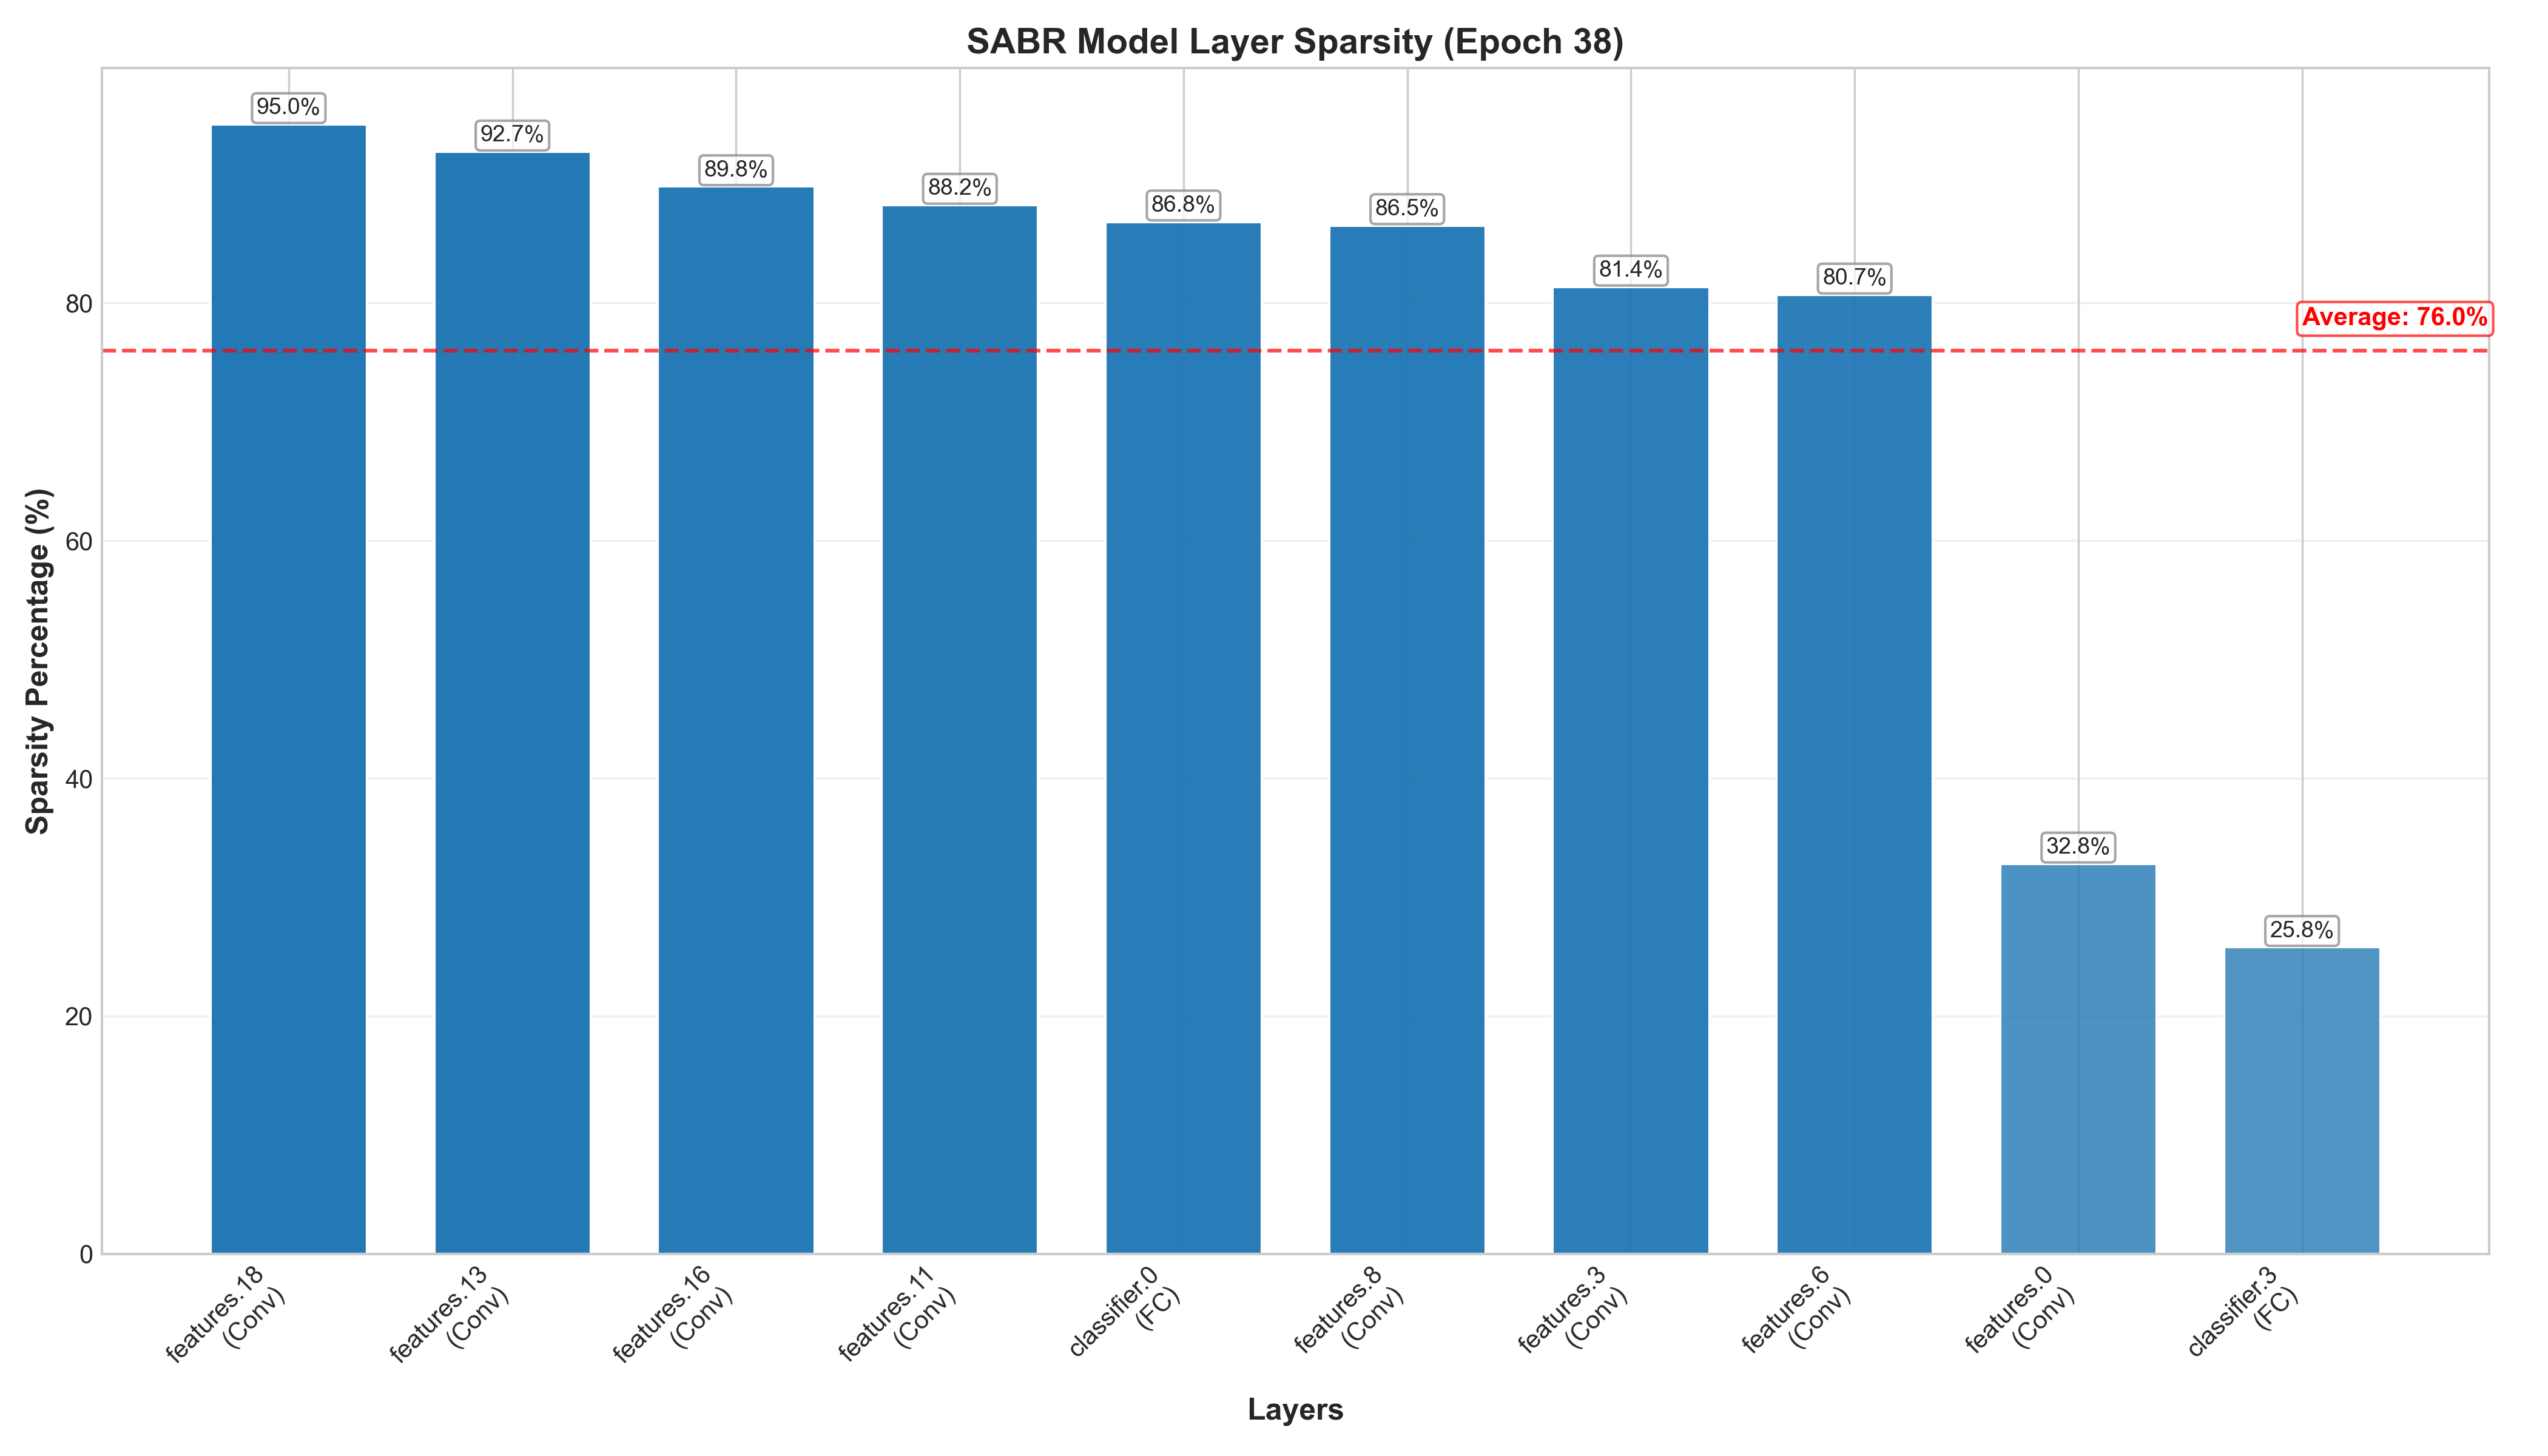 SABR Model Layer Sparsity (Epoch 38)
95.0%
92.7%
89.8%
88.2%
86.8%
86.5%
81.4%
80.7%
32.8%
25.8%
Average: 76.0%
Sparsity Percentage (%)
80
60
40
20
0
features.18
(Conv)
features.13
(Conv)
features.16
(Conv)
features.11
(Conv)
classifier.0
(FC)
features.8
(Conv)
features.3
(Conv)
features.6
(Conv)
features.0
(Conv)
classifier.3
(FC)
Layers